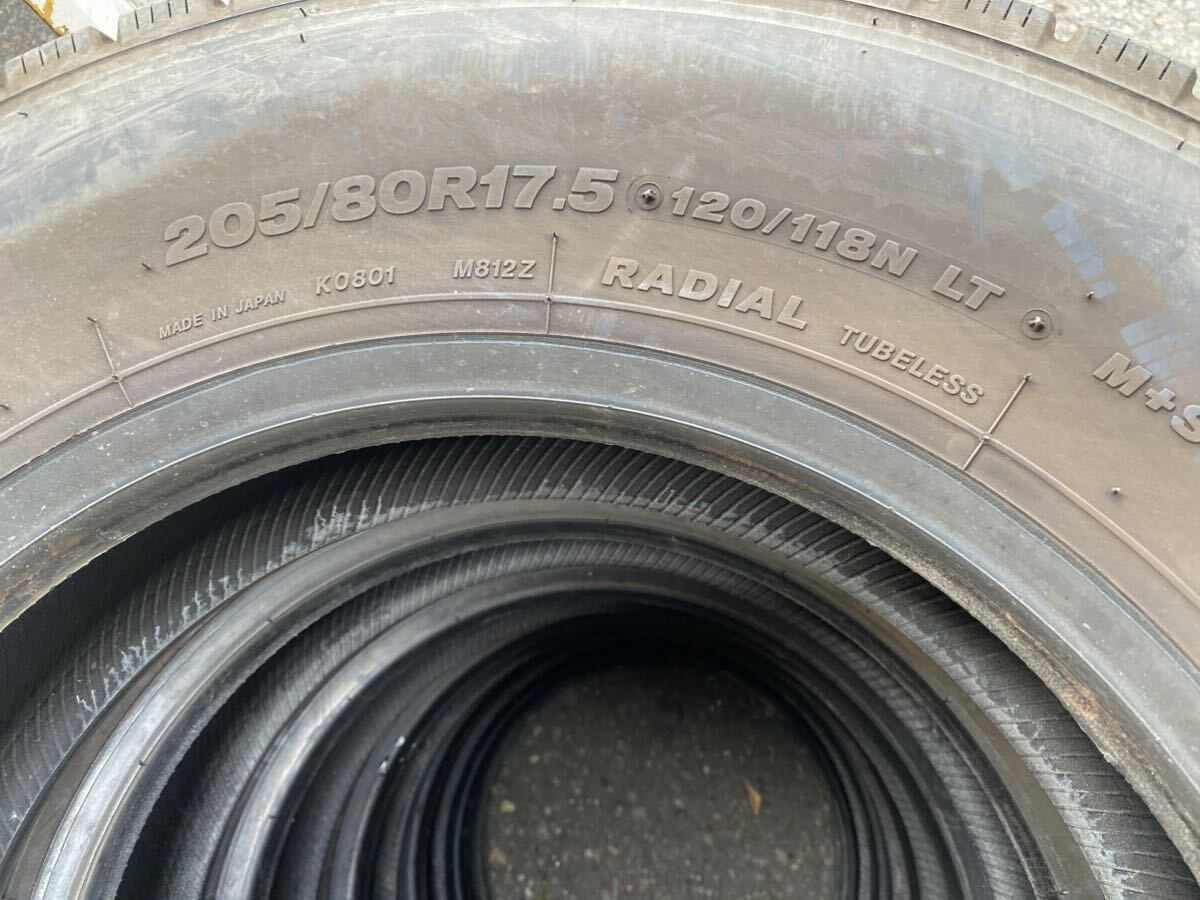 205/80R17.5 120/118N LT
MADE IN JAPAN K0801 M812Z RADIAL TUBELESS
M+S